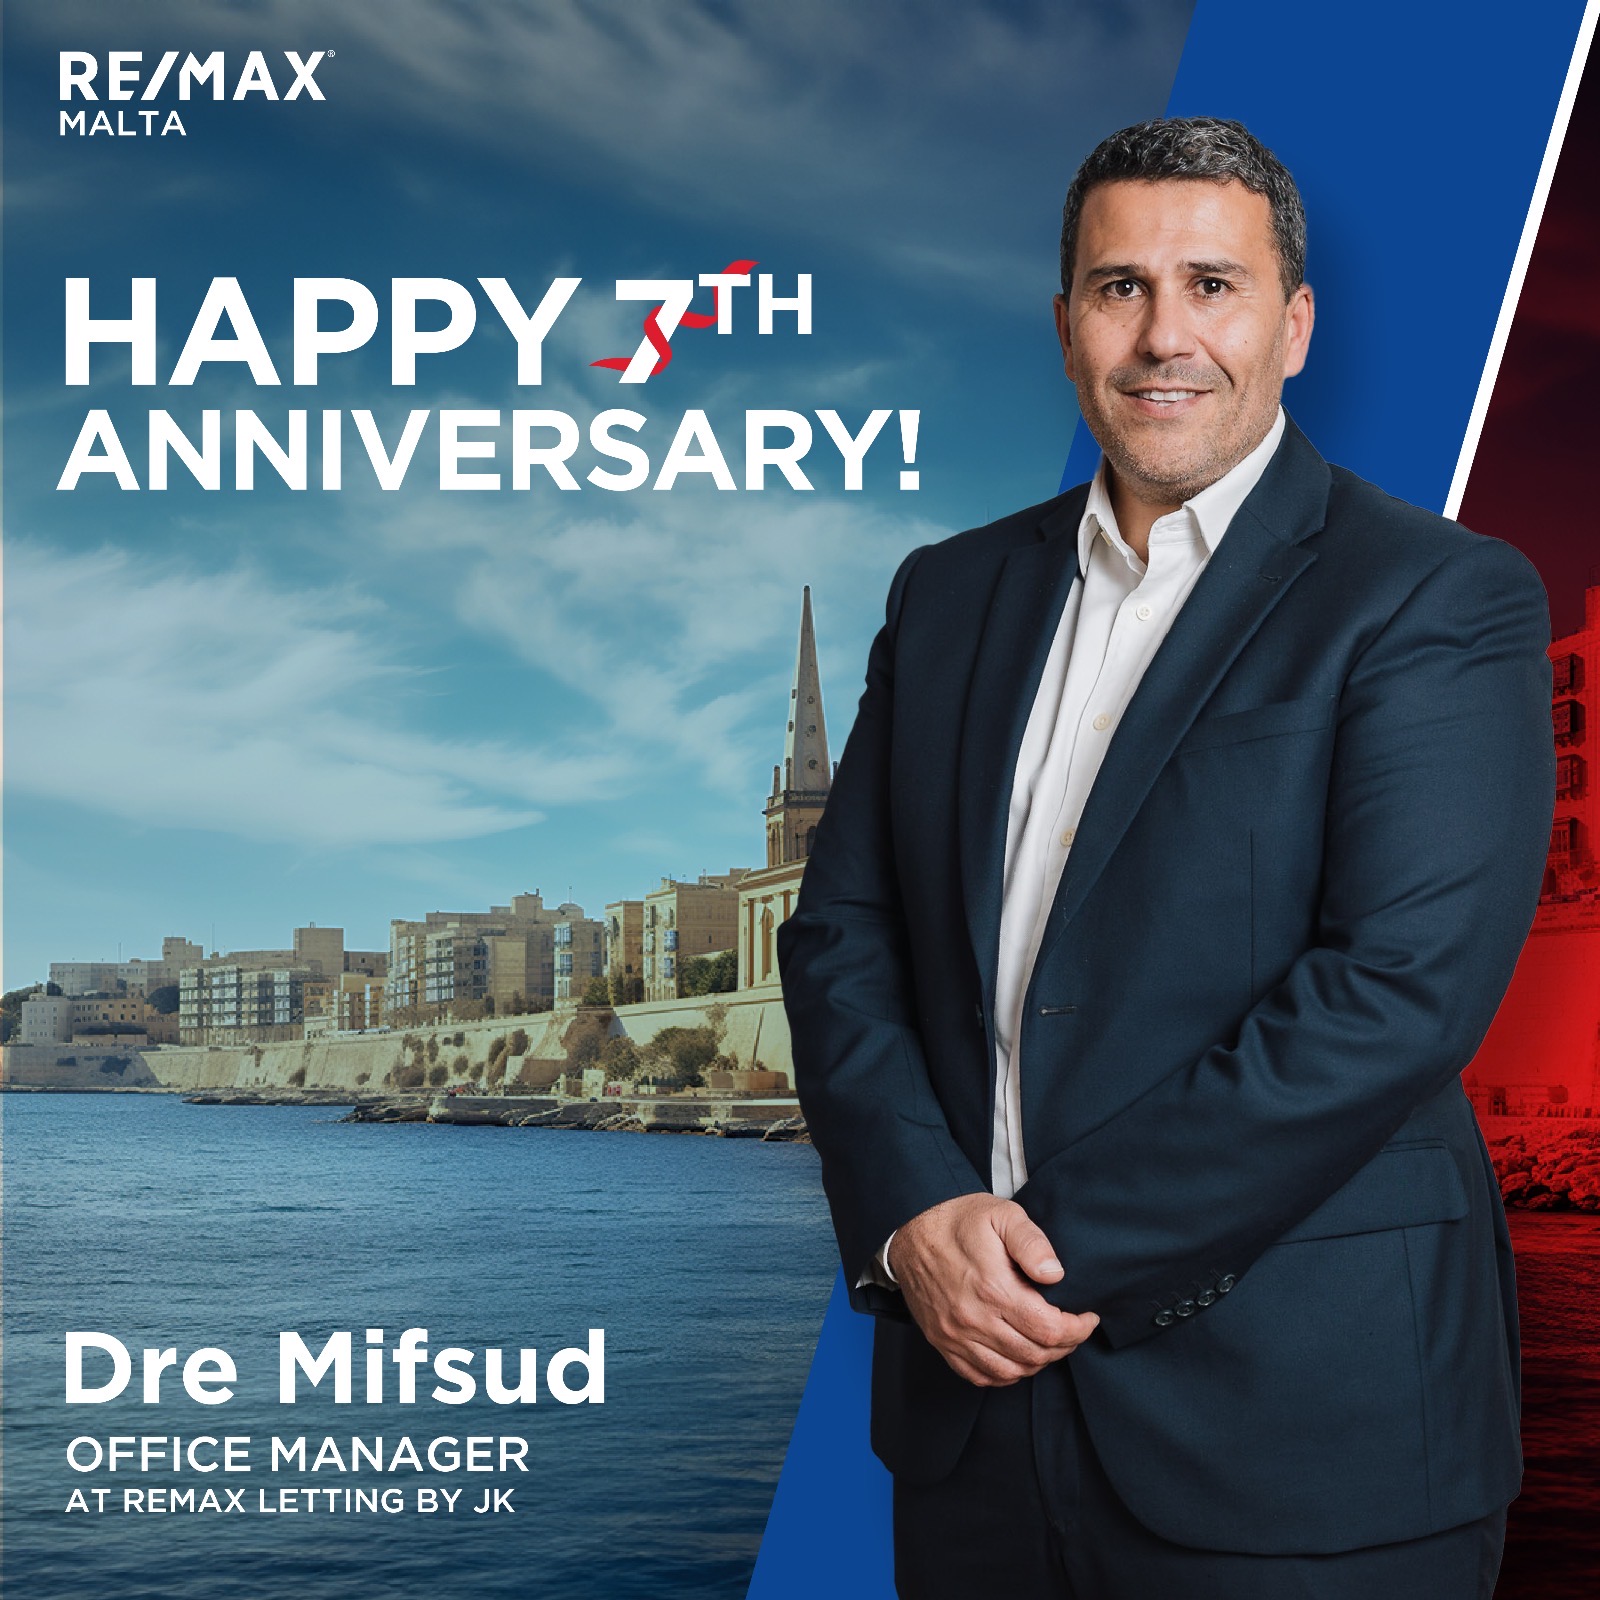 RE/MAX®
MALTA
HAPPY 7TH
ANNIVERSARY!
Dre Mifsud
OFFICE MANAGER
AT REMAX LETTING BY JK